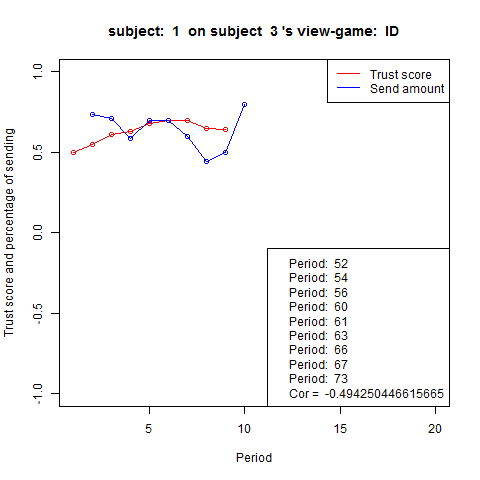 subject: 1 on subject 3 's view-game: ID
Trust score and percentage of sending
1.0
0.5
0.0
-0.5
-1.0
Trust score
Send amount
Period: 52
Period: 54
Period: 56
Period: 60
Period: 61
Period: 63
Period: 66
Period: 67
Period: 73
Cor = -0.494250446615665
5
10
15
20
Period